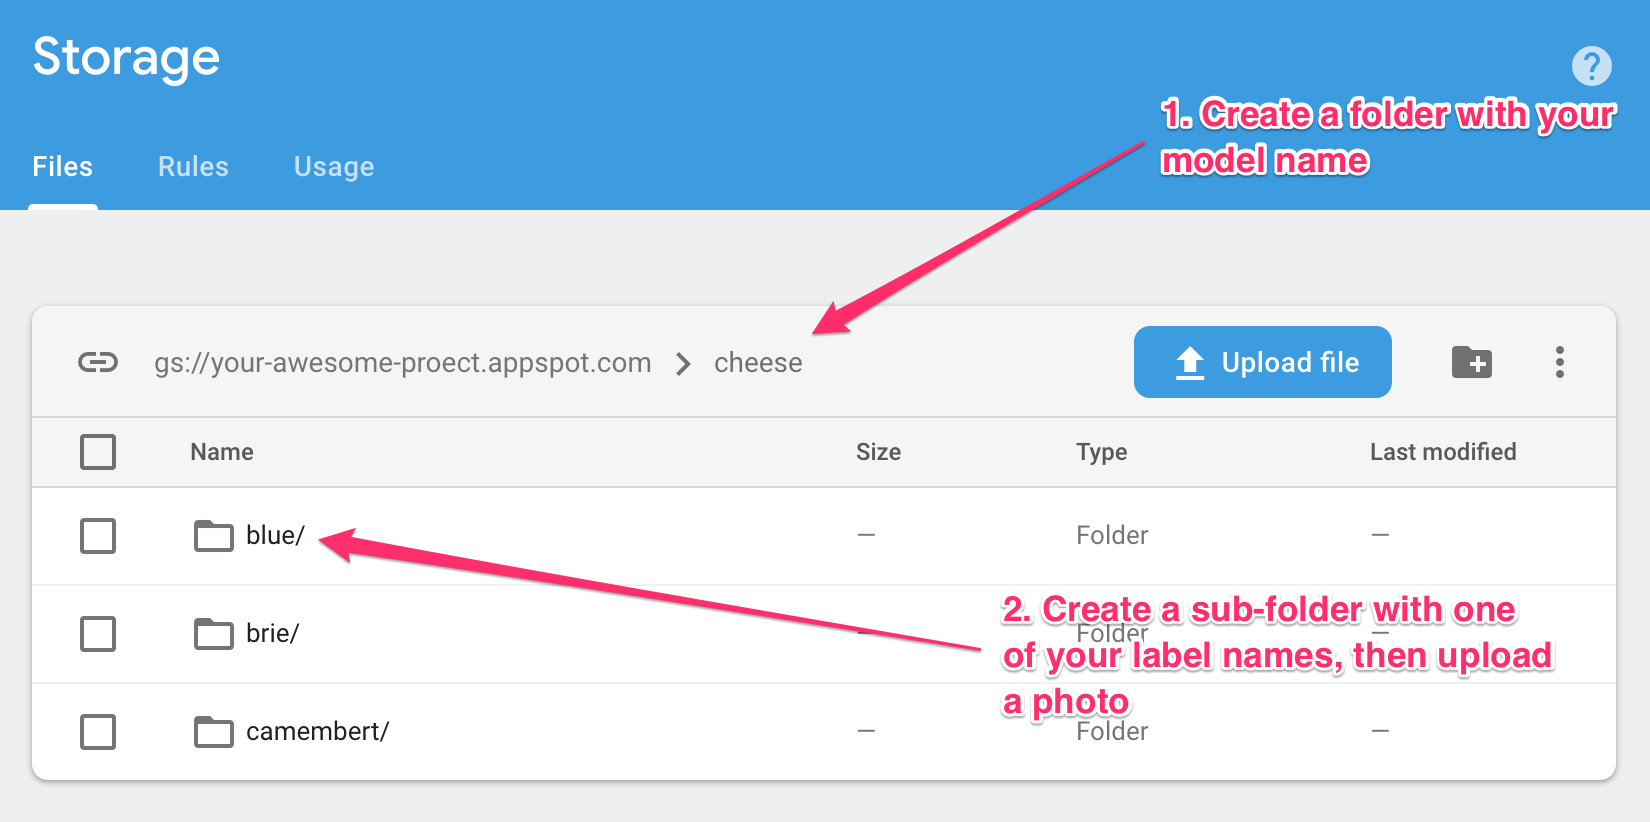 Storage
?
1. Create a folder with your
model name
Files Rules Usage
gs://your-awesome-proect.appspot.com > cheese Upload file
Name Size Type Last modified
blue/ — Folder —
brie/ — Folder —
2. Create a sub-folder with one
of your label names, then upload
a photo
camembert/ — Folder —